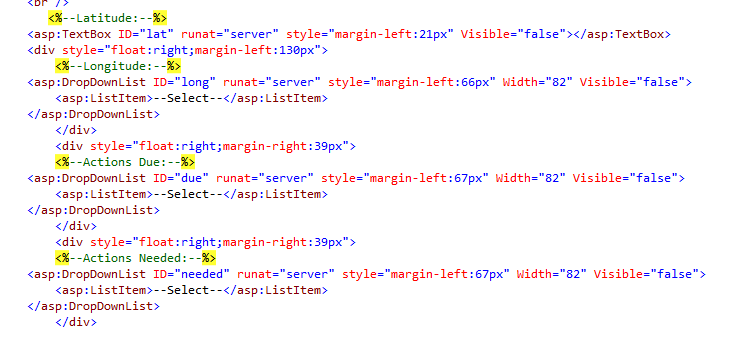 <br />
<%--Latitude:--%>
<asp:TextBox ID="lat" runat="server" style="margin-left:21px" Visible="false"></asp:TextBox>
<div style="float:right;margin-left:130px">
<%--Longitude:--%>
<asp:DropDownList ID="long" runat="server" style="margin-left:66px" Width="82" Visible="false">
<asp:ListItem>--Select--</asp:ListItem>
</asp:DropDownList>
</div>
<div style="float:right;margin-right:39px">
<%--Actions Due:--%>
<asp:DropDownList ID="due" runat="server" style="margin-left:67px" Width="82" Visible="false">
<asp:ListItem>--Select--</asp:ListItem>
</asp:DropDownList>
</div>
<div style="float:right;margin-right:39px">
<%--Actions Needed:--%>
<asp:DropDownList ID="needed" runat="server" style="margin-left:67px" Width="82" Visible="false">
<asp:ListItem>--Select--</asp:ListItem>
</asp:DropDownList>
</div>